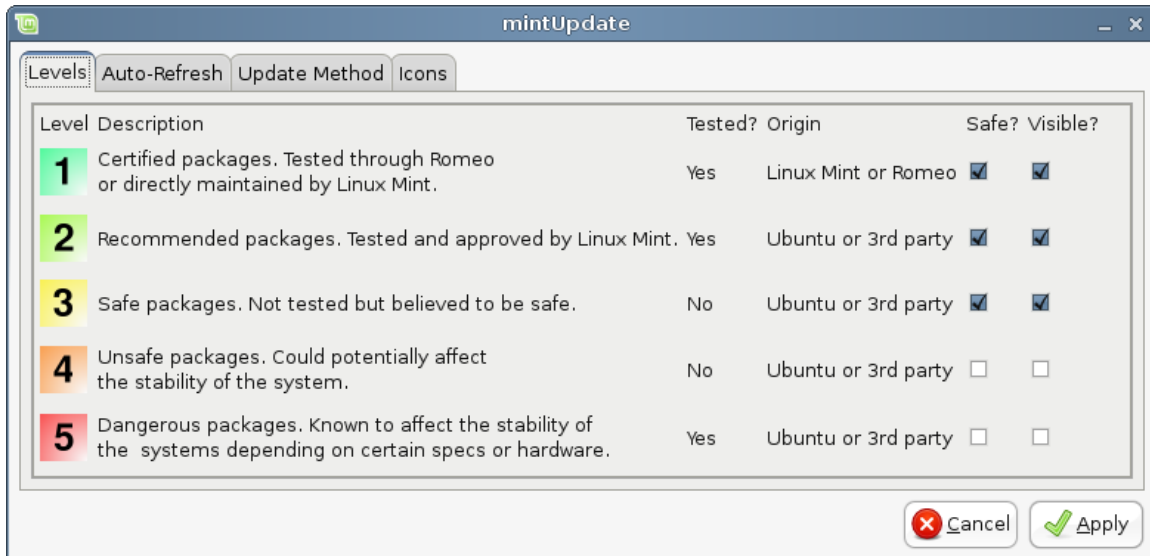 mintUpdate
Levels Auto-Refresh Update Method Icons
Level Description Tested? Origin Safe? Visible?
1 Certified packages. Tested through Romeo
or directly maintained by Linux Mint. Yes Linux Mint or Romeo
2 Recommended packages. Tested and approved by Linux Mint. Yes Ubuntu or 3rd party
3 Safe packages. Not tested but believed to be safe. No Ubuntu or 3rd party
4 Unsafe packages. Could potentially affect
the stability of the system. No Ubuntu or 3rd party
5 Dangerous packages. Known to affect the stability of
the  systems depending on certain specs or hardware. Yes Ubuntu or 3rd party
Cancel Apply